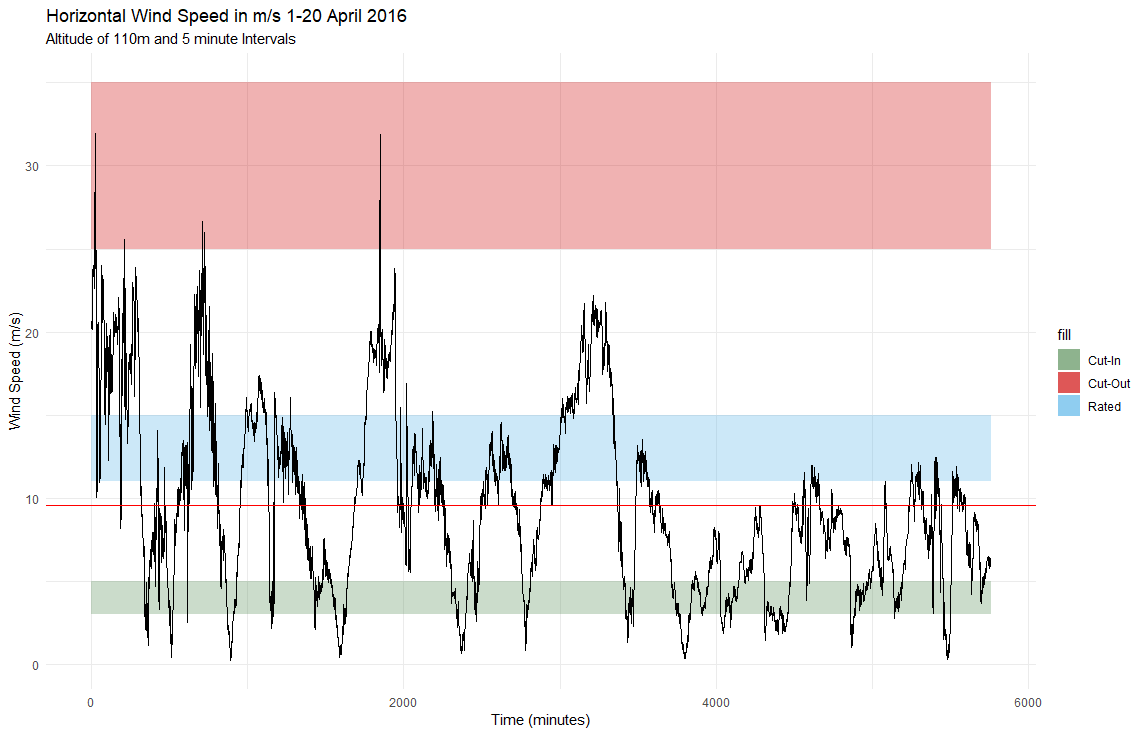 Horizontal Wind Speed in m/s 1-20 April 2016
Altitude of 110m and 5 minute Intervals
Wind Speed (m/s)
30
20
10
0
0
2000
4000
6000
Time (minutes)
fill
Cut-In
Cut-Out
Rated